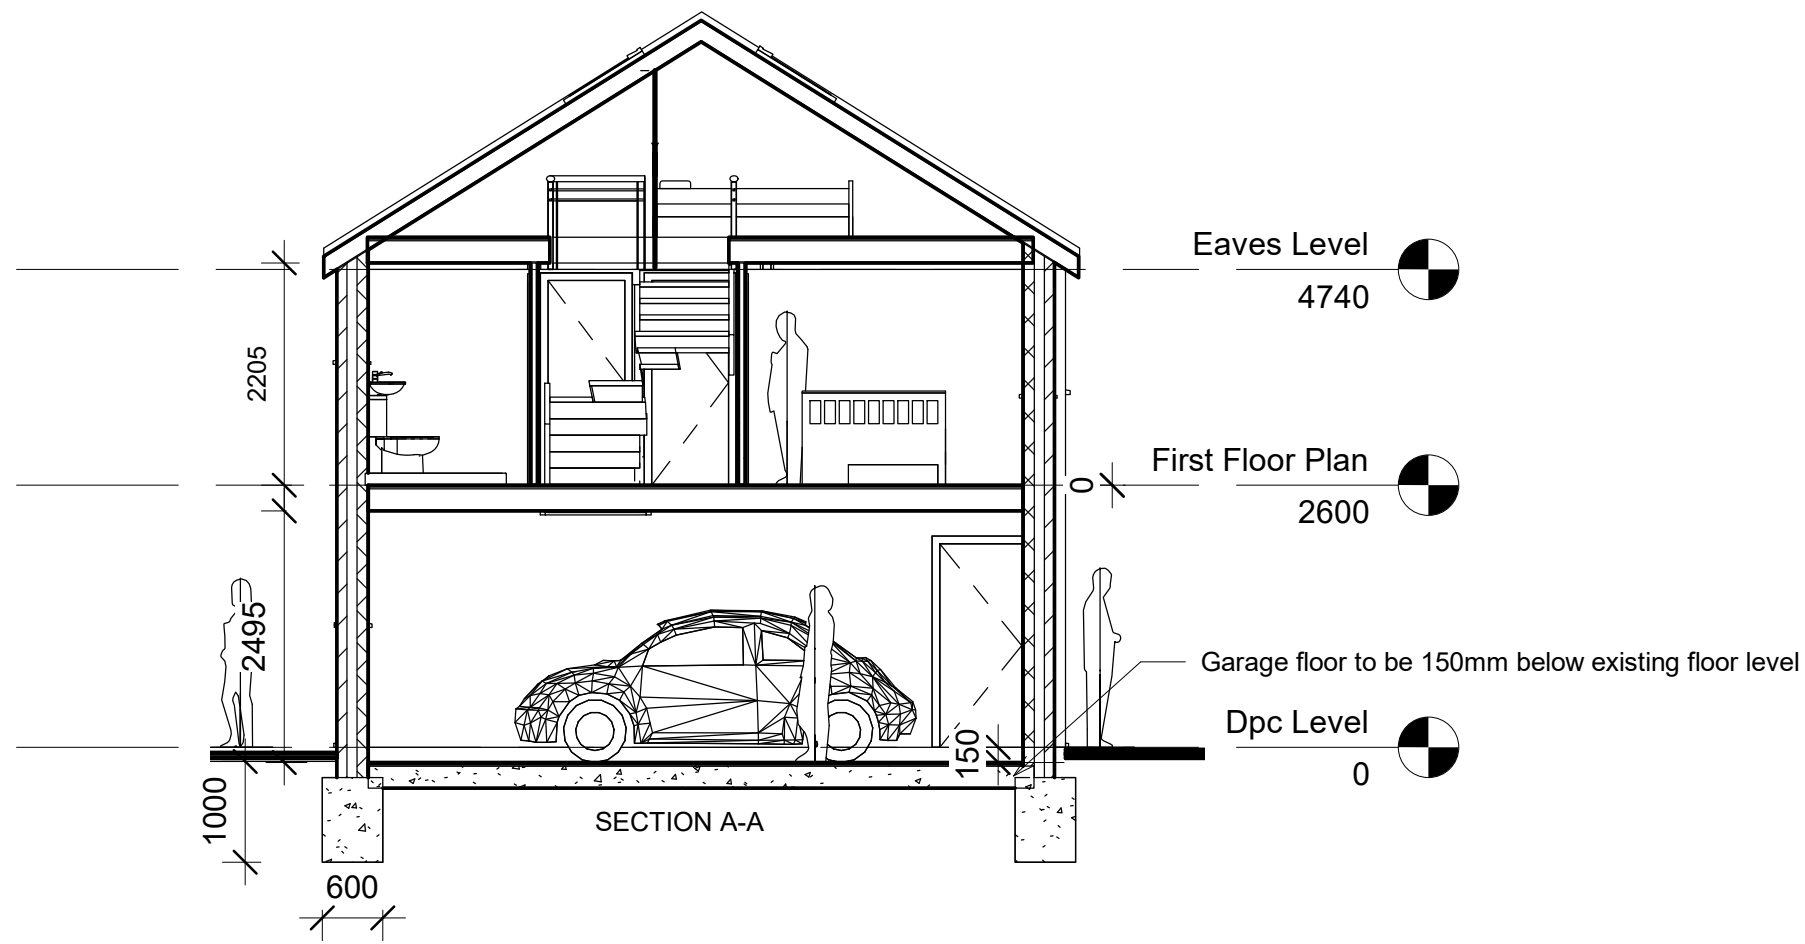 Eaves Level
4740
2205
First Floor Plan
0
2600
2495
Garage floor to be 150mm below existing floor level
Dpc Level
150
0
1000
SECTION A-A
600